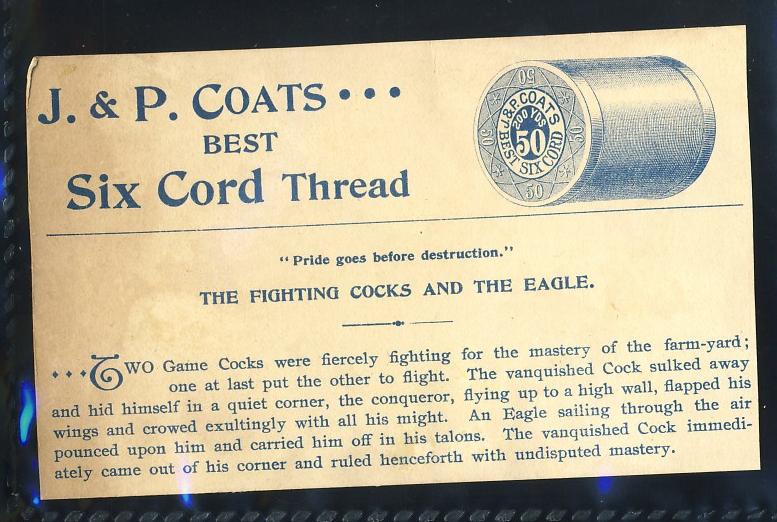 J. & P. COATS • • •
BEST
Six Cord Thread
50
J. & P. COATS
200 YDS
50
BEST SIX CORD
50
50
50
"Pride goes before destruction."
THE FIGHTING COCKS AND THE EAGLE.
• • • TWO Game Cocks were fiercely fighting for the mastery of the farm-yard;
one at last put the other to flight. The vanquished Cock sulked away
and hid himself in a quiet corner, the conqueror, flying up to a high wall, flapped his
wings and crowed exultingly with all his might. An Eagle sailing through the air
pounced upon him and carried him off in his talons. The vanquished Cock immedi-
ately came out of his corner and ruled henceforth with undisputed mastery.